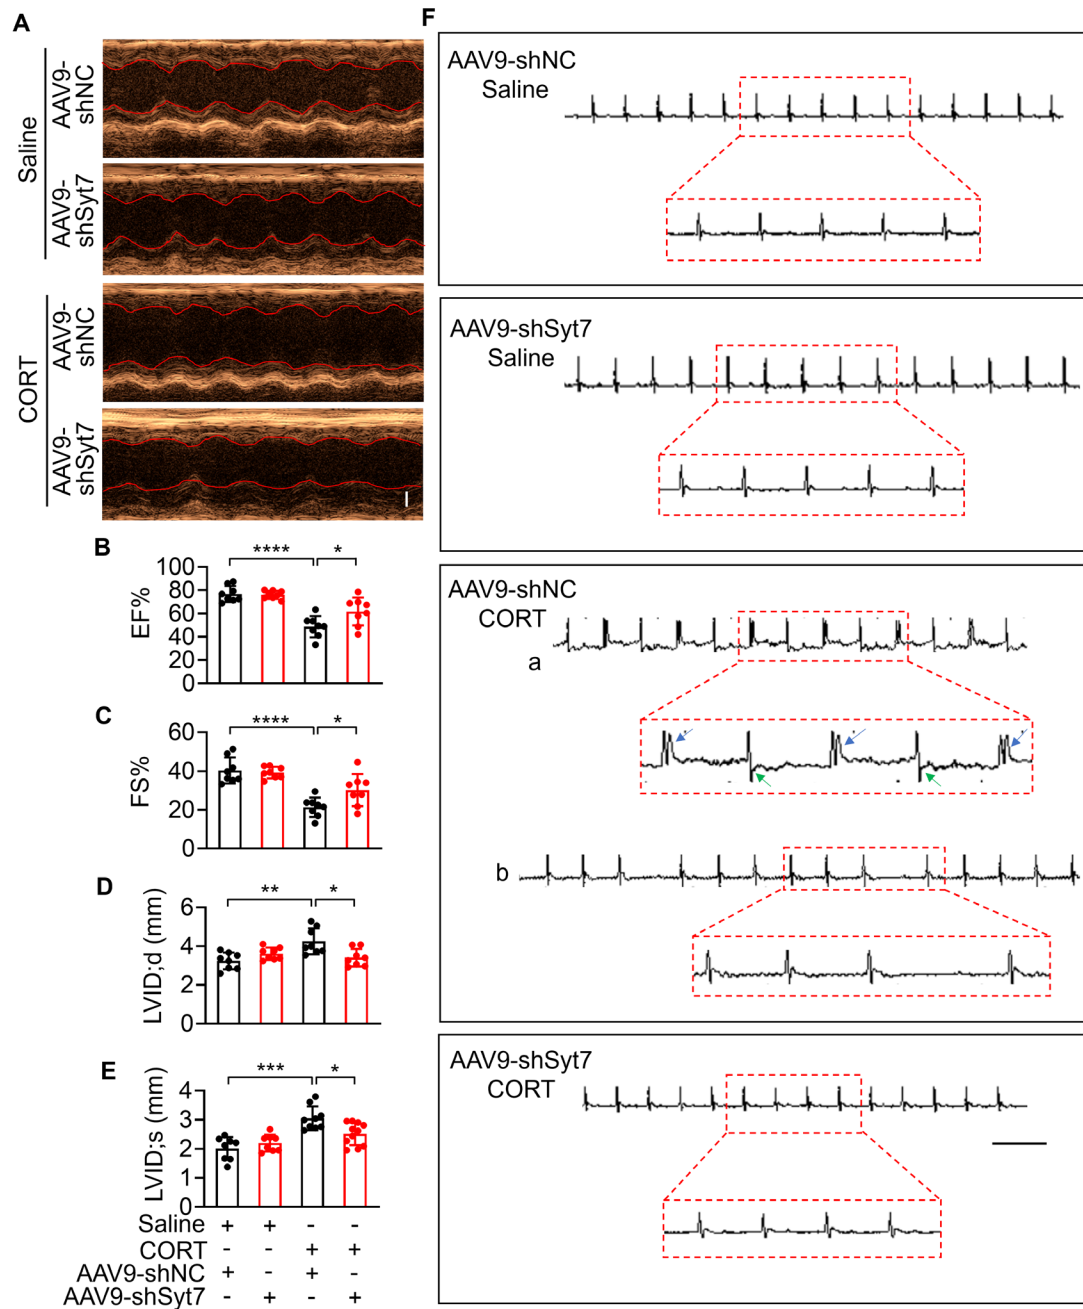 A
Saline
AAV9-
shNC
AAV9-
shSyt7
CORT
AAV9-
shNC
AAV9-
shSyt7
B
EF%
100
80
60
40
20
0
**** *
C
FS%
60
40
20
0
**** *
D
LVID;d (mm)
6
4
2
0
** *
E
LVID;s (mm)
4
3
2
1
0
*** *
Saline + + - -
CORT - - + +
AAV9-shNC + - + -
AAV9-shSyt7 - + - +
F
AAV9-shNC
Saline
AAV9-shSyt7
Saline
AAV9-shNC
CORT
a
b
AAV9-shSyt7
CORT